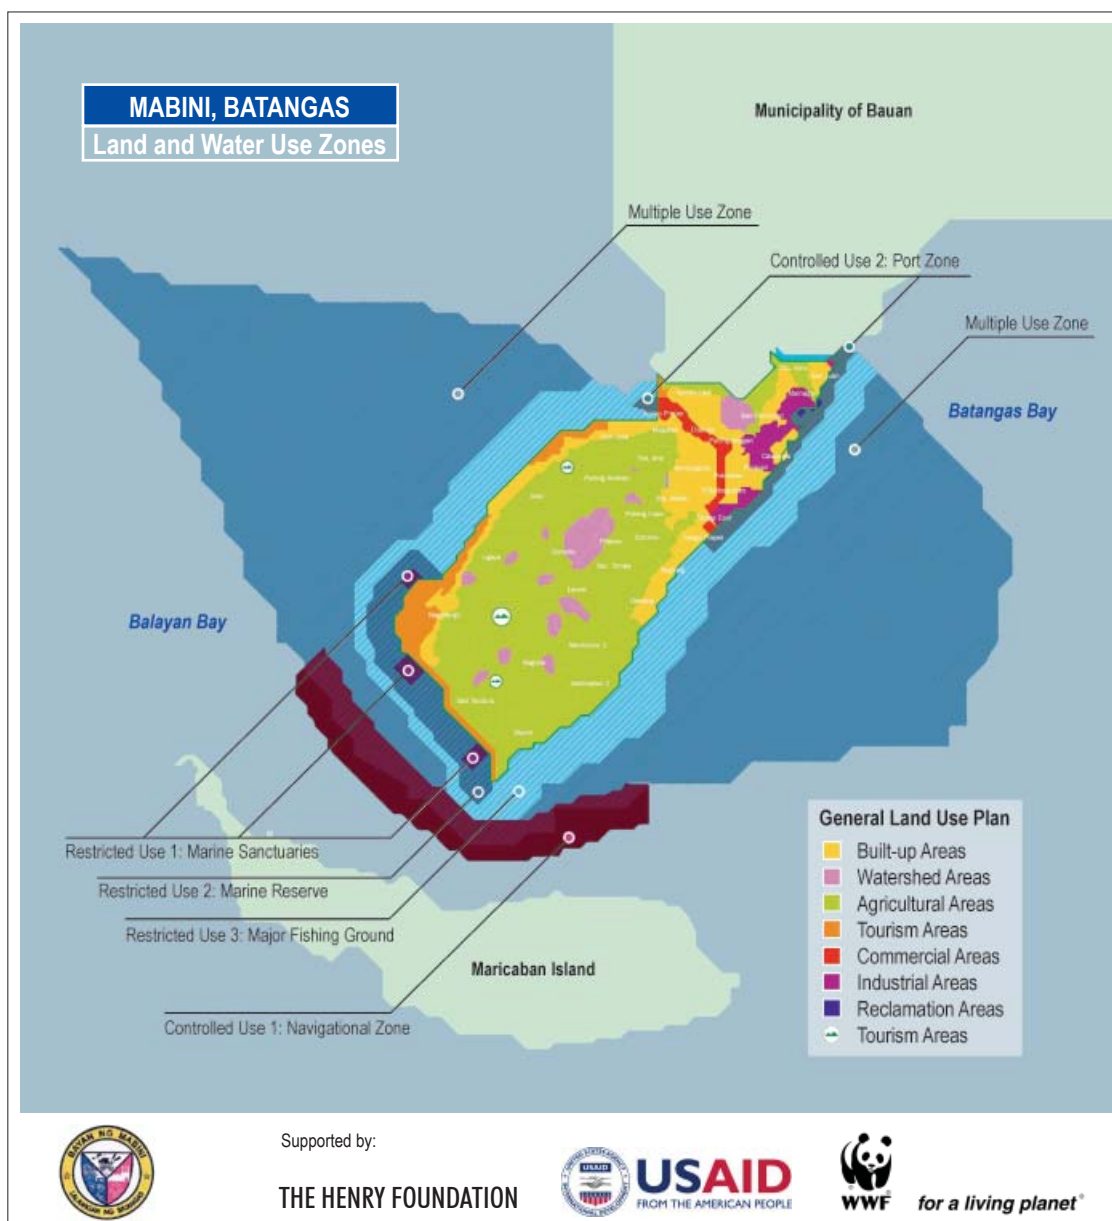 MABINI, BATANGAS
Land and Water Use Zones
Municipality of Bauan
Multiple Use Zone
Controlled Use 2: Port Zone
Multiple Use Zone
Batangas Bay
Balayan Bay
Restricted Use 1: Marine Sanctuaries
Restricted Use 2: Marine Reserve
Restricted Use 3: Major Fishing Ground
Maricaban Island
Controlled Use 1: Navigational Zone
General Land Use Plan
Built-up Areas
Watershed Areas
Agricultural Areas
Tourism Areas
Commercial Areas
Industrial Areas
Reclamation Areas
Tourism Areas
BAYAN NG MABINI
Supported by:
THE HENRY FOUNDATION
USAID
USAID
FROM THE AMERICAN PEOPLE
WWF
for a living planet®